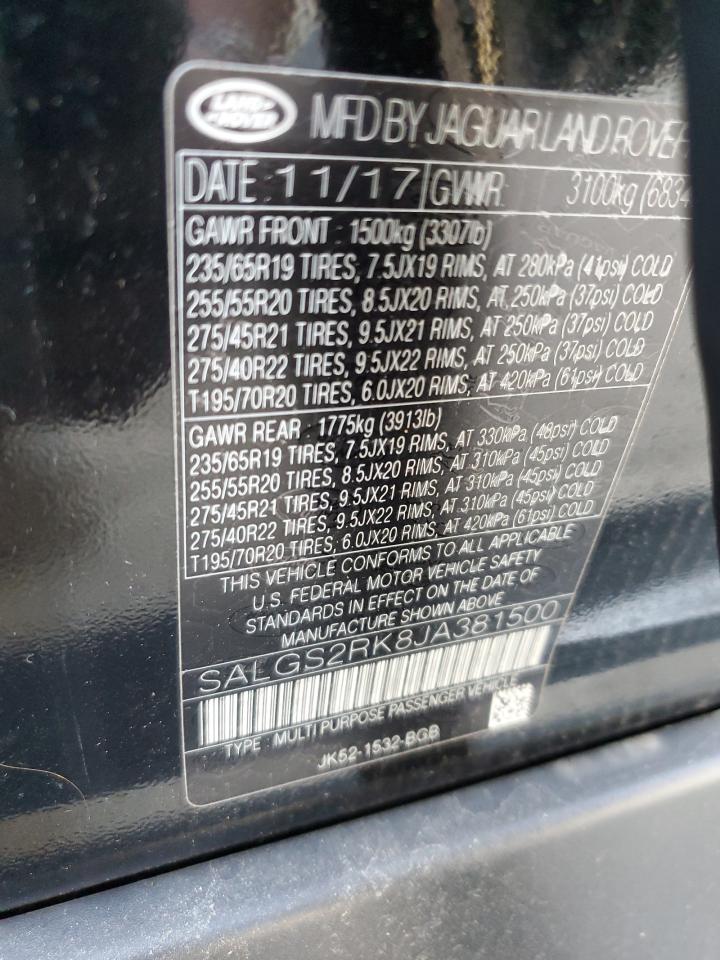 LAND-
ROVER
MFD BY JAGUAR LAND ROVER
DATE 11/17 GVWR 3100kg (6834
GAWR FRONT 1500kg (3307lb)
235/65R19 TIRES, 7.5JX19 RIMS, AT 280kPa (41psi) COLD
255/55R20 TIRES, 8.5JX20 RIMS, AT 250kPa (37psi) COLD
275/45R21 TIRES, 9.5JX21 RIMS, AT 250kPa (37psi) COLD
275/40R22 TIRES, 9.5JX22 RIMS, AT 250kPa (37psi) COLD
T195/70R20 TIRES, 6.0JX20 RIMS, AT 420kPa (61psi) COLD
GAWR REAR 1775kg (3913lb)
235/65R19 TIRES, 7.5JX19 RIMS, AT 330kPa (48psi) COLD
255/55R20 TIRES, 8.5JX20 RIMS, AT 310kPa (45psi) COLD
275/45R21 TIRES, 9.5JX21 RIMS, AT 310kPa (45psi) COLD
275/40R22 TIRES, 9.5JX22 RIMS, AT 310kPa (45psi) COLD
T195/70R20 TIRES, 6.0JX20 RIMS, AT 420kPa (61psi) COLD
THIS VEHICLE CONFORMS TO ALL APPLICABLE
U.S. FEDERAL MOTOR VEHICLE SAFETY
STANDARDS IN EFFECT ON THE DATE OF
MANUFACTURE SHOWN ABOVE
SALGS2RK8JA381500
TYPE MULTI PURPOSE PASSENGER VEHICLE
JK52-1532-BGB